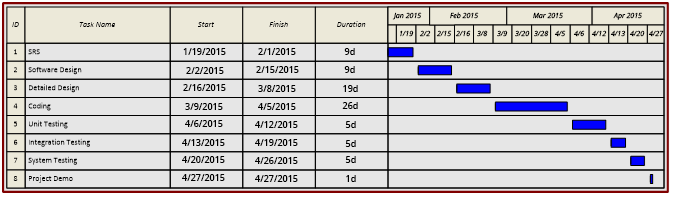 ID Task Name Start Finish Duration Jan 2015 Feb 2015 Mar 2015 Apr 2015
1/19 2/2 2/15 2/16 3/8 3/9 3/20 3/28 4/5 4/6 4/12 4/13 4/20 4/27
1 SRS 1/19/2015 2/1/2015 9d
2 Software Design 2/2/2015 2/15/2015 9d
3 Detailed Design 2/16/2015 3/8/2015 19d
4 Coding 3/9/2015 4/5/2015 26d
5 Unit Testing 4/6/2015 4/12/2015 5d
6 Integration Testing 4/13/2015 4/19/2015 5d
7 System Testing 4/20/2015 4/26/2015 5d
8 Project Demo 4/27/2015 4/27/2015 1d